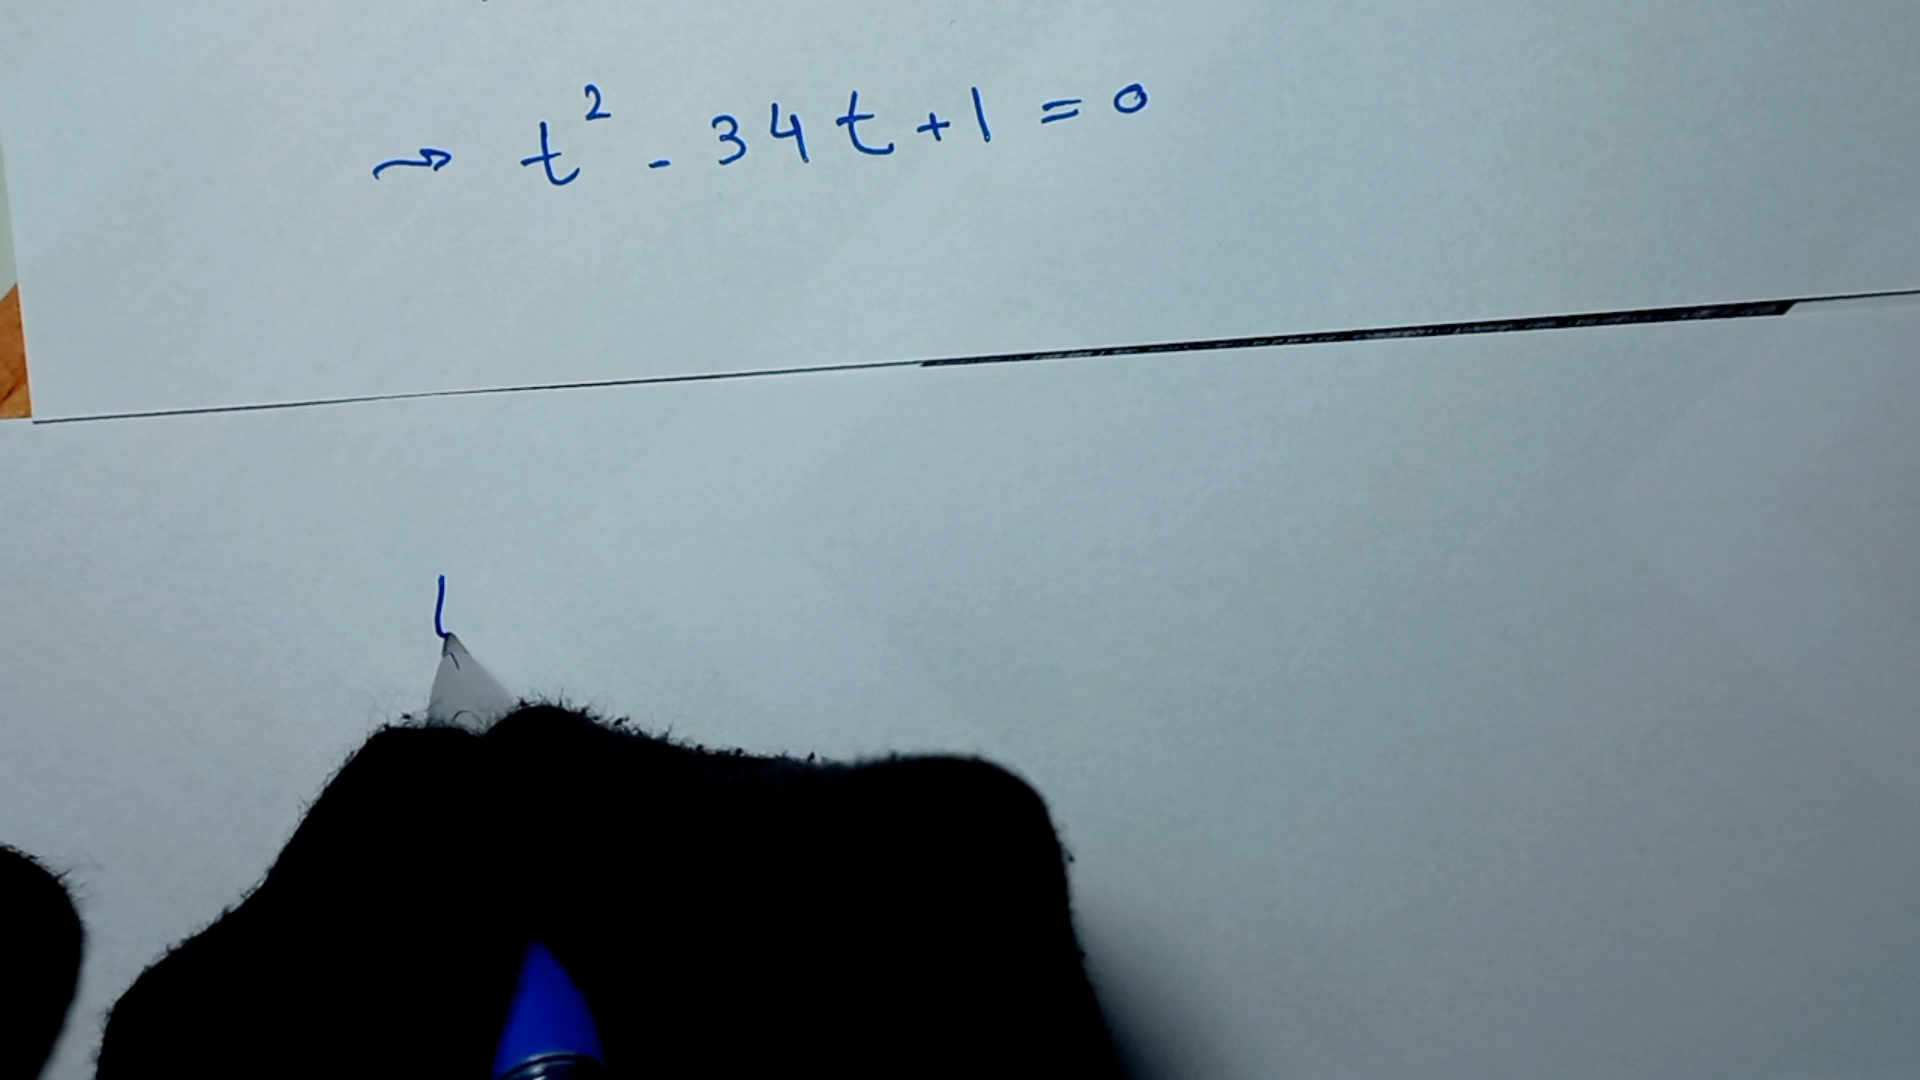 → t² - 34t + 1 = 0